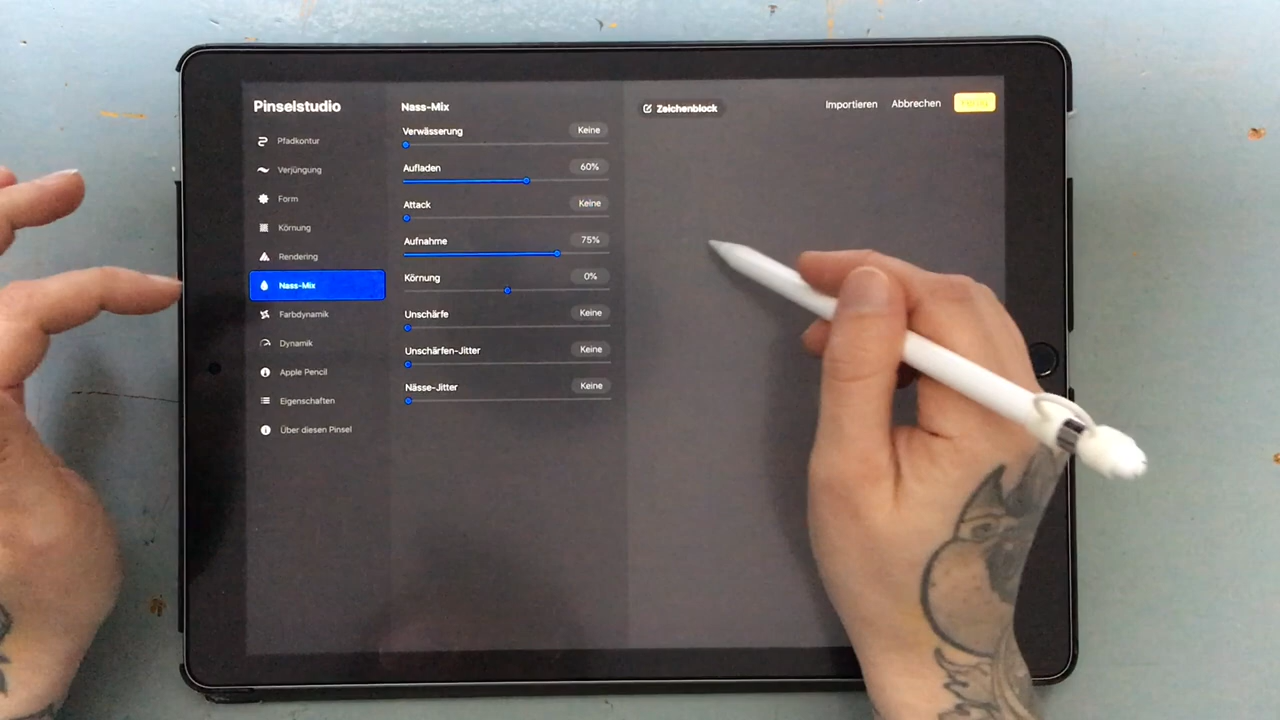 Pinselstudio
Pfadkontur
Verjüngung
Form
Körnung
Rendering
Nass-Mix
Farbdynamik
Dynamik
Apple Pencil
Eigenschaften
Über diesen Pinsel
Nass-Mix
Verwässerung Keine
Aufladen 60%
Attack Keine
Aufnahme 75%
Körnung 0%
Unschärfe Keine
Unschärfen-Jitter Keine
Nässe-Jitter Keine
Zeichenblock
Importieren Abbrechen